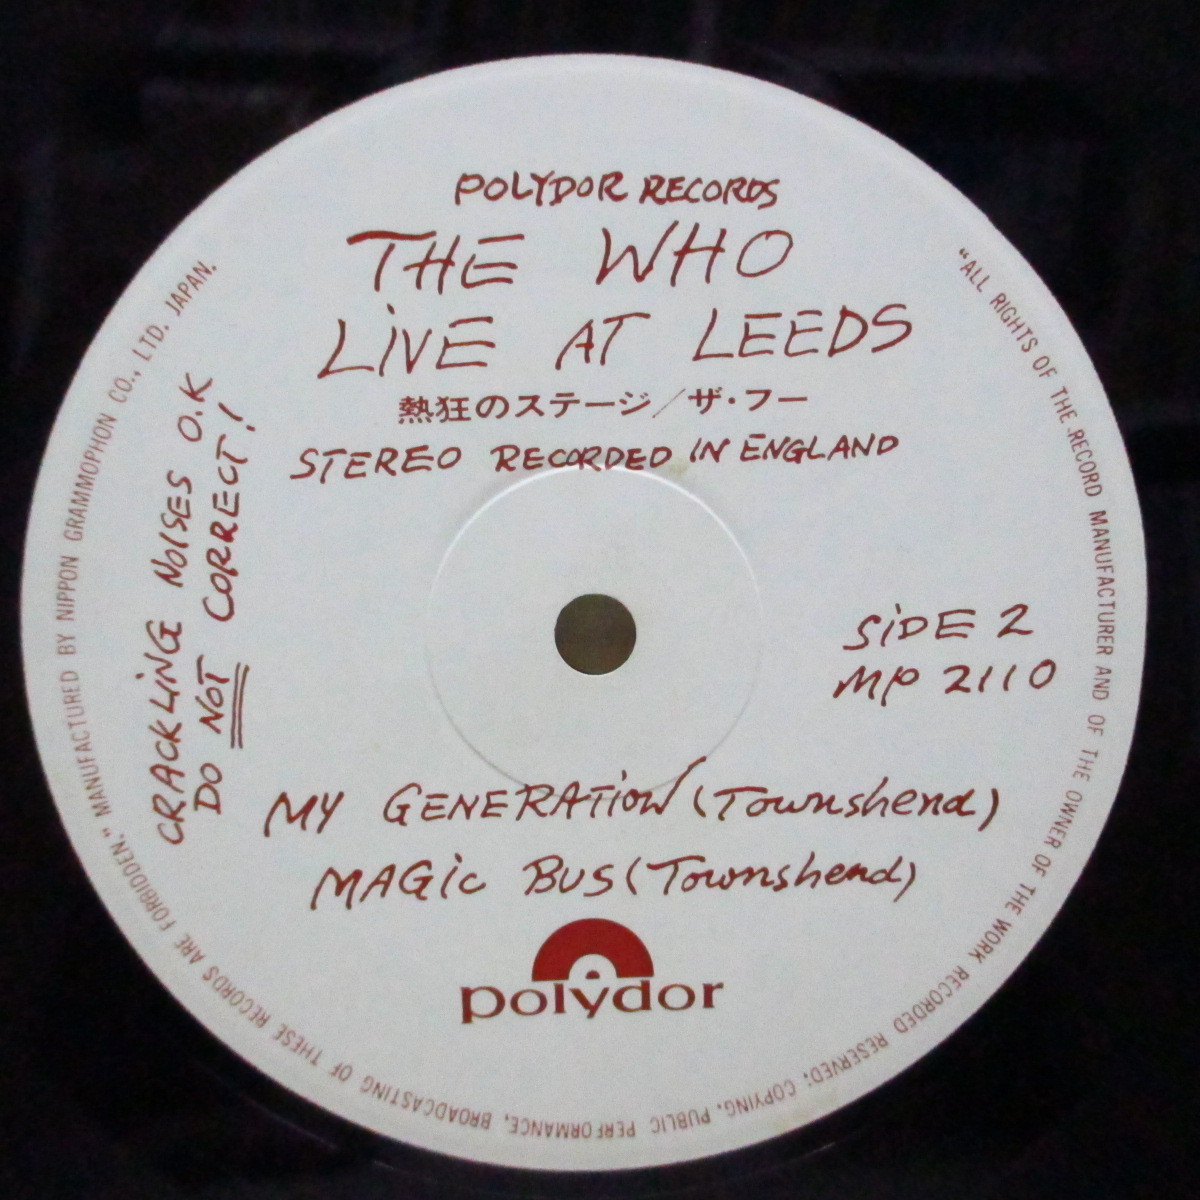 POLYDOR RECORDS
THE WHO
LiVE AT LEEDS
熱狂のステージ／ザ・フー
STEREO RECORDED IN ENGLAND
CRACKLiNG NOISES O.K
DO NOT CORRECT!
SiDE 2
MP 2110
MY GENERATiON (Townshend)
MAGic BUS (Townshend)
polydor
"ALL RIGHTS OF THE RECORD MANUFACTURER AND OF THE OWNER OF THE WORK RECORDED RESERVED; COPYING, PUBLIC PERFORMANCE, BROADCASTING OF THESE RECORDS ARE FORBIDDEN." MANUFACTURED BY NIPPON GRAMMOPHON CO., LTD. JAPAN.